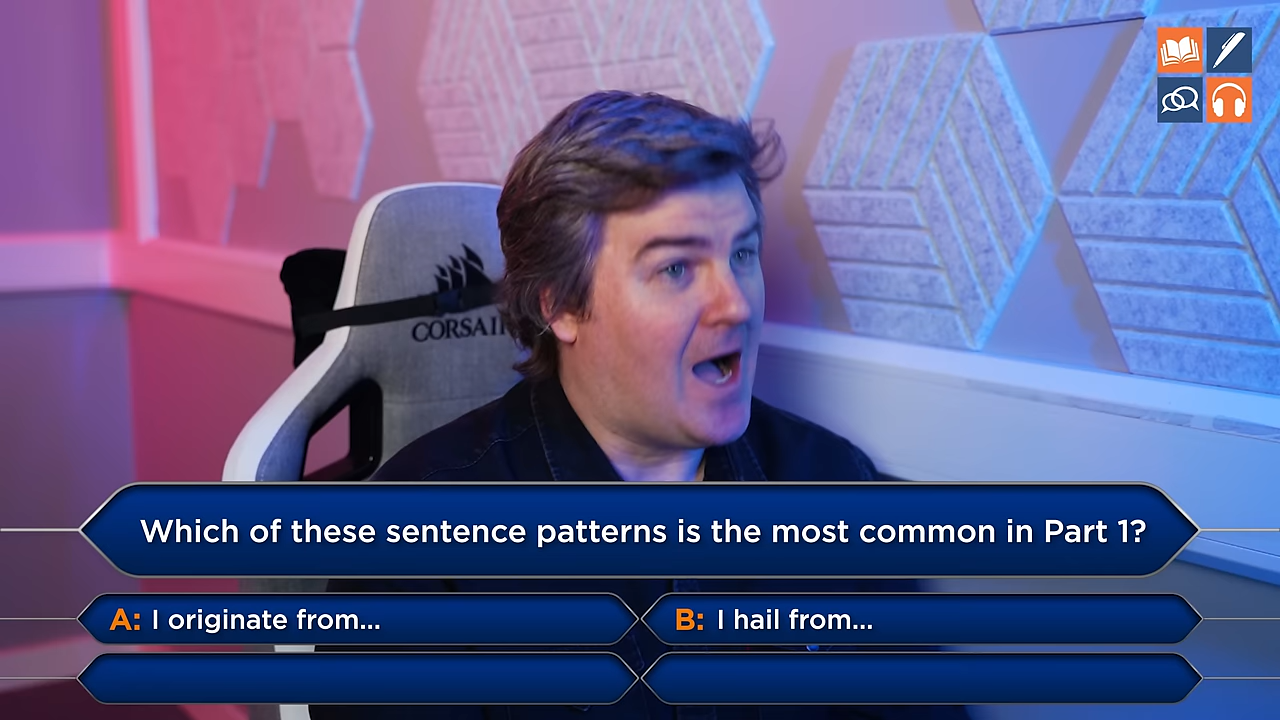 CORSAIR
Which of these sentence patterns is the most common in Part 1?
A: I originate from...
B: I hail from...